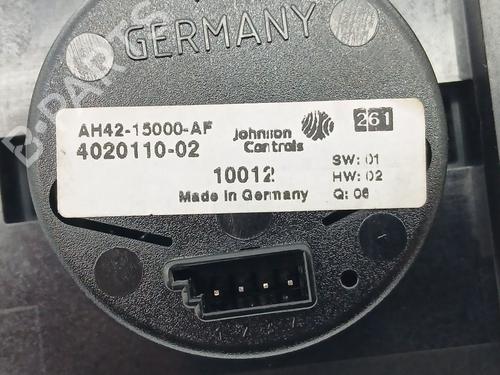 GERMANY
B-PARTS
AH42-15000-AF
4020110-02
Johnson
Controls
261
10012
SW: 01
HW: 02
Q: 06
Made in Germany